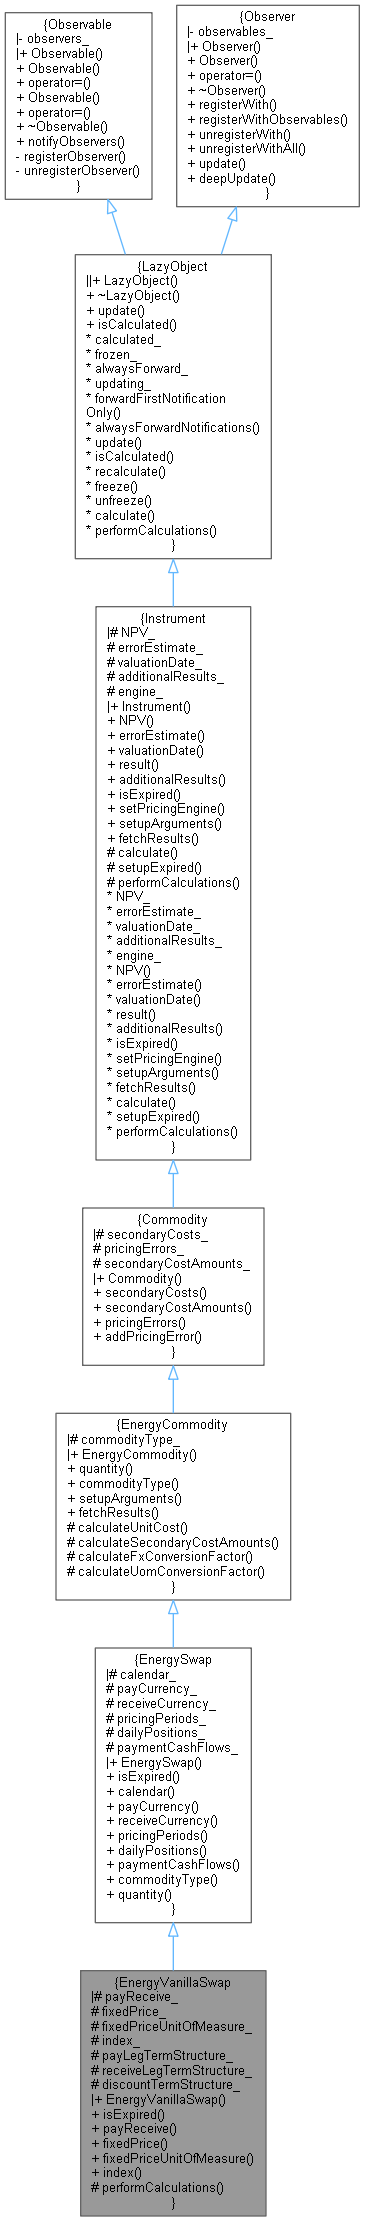 {Observable
|- observers_
|+ Observable()
+ Observable()
+ operator=()
+ Observable()
+ operator=()
+ ~Observable()
+ notifyObservers()
- registerObserver()
- unregisterObserver()
}
{Observer
|- observables_
|+ Observer()
+ Observer()
+ operator=()
+ ~Observer()
+ registerWith()
+ registerWithObservables()
+ unregisterWith()
+ unregisterWithAll()
+ update()
+ deepUpdate()
}
{LazyObject
||+ LazyObject()
+ ~LazyObject()
+ update()
+ isCalculated()
* calculated_
* frozen_
* alwaysForward_
* updating_
* forwardFirstNotification
Only()
* alwaysForwardNotifications()
* update()
* isCalculated()
* recalculate()
* freeze()
* unfreeze()
* calculate()
* performCalculations()
}
{Instrument
|# NPV_
# errorEstimate_
# valuationDate_
# additionalResults_
# engine_
|+ Instrument()
+ NPV()
+ errorEstimate()
+ valuationDate()
+ result()
+ additionalResults()
+ isExpired()
+ setPricingEngine()
+ setupArguments()
+ fetchResults()
# calculate()
# setupExpired()
# performCalculations()
* NPV_
* errorEstimate_
* valuationDate_
* additionalResults_
* engine_
* NPV()
* errorEstimate()
* valuationDate()
* result()
* additionalResults()
* isExpired()
* setPricingEngine()
* setupArguments()
* fetchResults()
* calculate()
* setupExpired()
* performCalculations()
}
{Commodity
|# secondaryCosts_
# pricingErrors_
# secondaryCostAmounts_
|+ Commodity()
+ secondaryCosts()
+ secondaryCostAmounts()
+ pricingErrors()
+ addPricingError()
}
{EnergyCommodity
|# commodityType_
|+ EnergyCommodity()
+ quantity()
+ commodityType()
+ setupArguments()
+ fetchResults()
# calculateUnitCost()
# calculateSecondaryCostAmounts()
# calculateFxConversionFactor()
# calculateUomConversionFactor()
}
{EnergySwap
|# calendar_
# payCurrency_
# receiveCurrency_
# pricingPeriods_
# dailyPositions_
# paymentCashFlows_
|+ EnergySwap()
+ isExpired()
+ calendar()
+ payCurrency()
+ receiveCurrency()
+ pricingPeriods()
+ dailyPositions()
+ paymentCashFlows()
+ commodityType()
+ quantity()
}
{EnergyVanillaSwap
|# payReceive_
# fixedPrice_
# fixedPriceUnitOfMeasure_
# index_
# payLegTermStructure_
# receiveLegTermStructure_
# discountTermStructure_
|+ EnergyVanillaSwap()
+ isExpired()
+ payReceive()
+ fixedPrice()
+ fixedPriceUnitOfMeasure()
+ index()
# performCalculations()
}